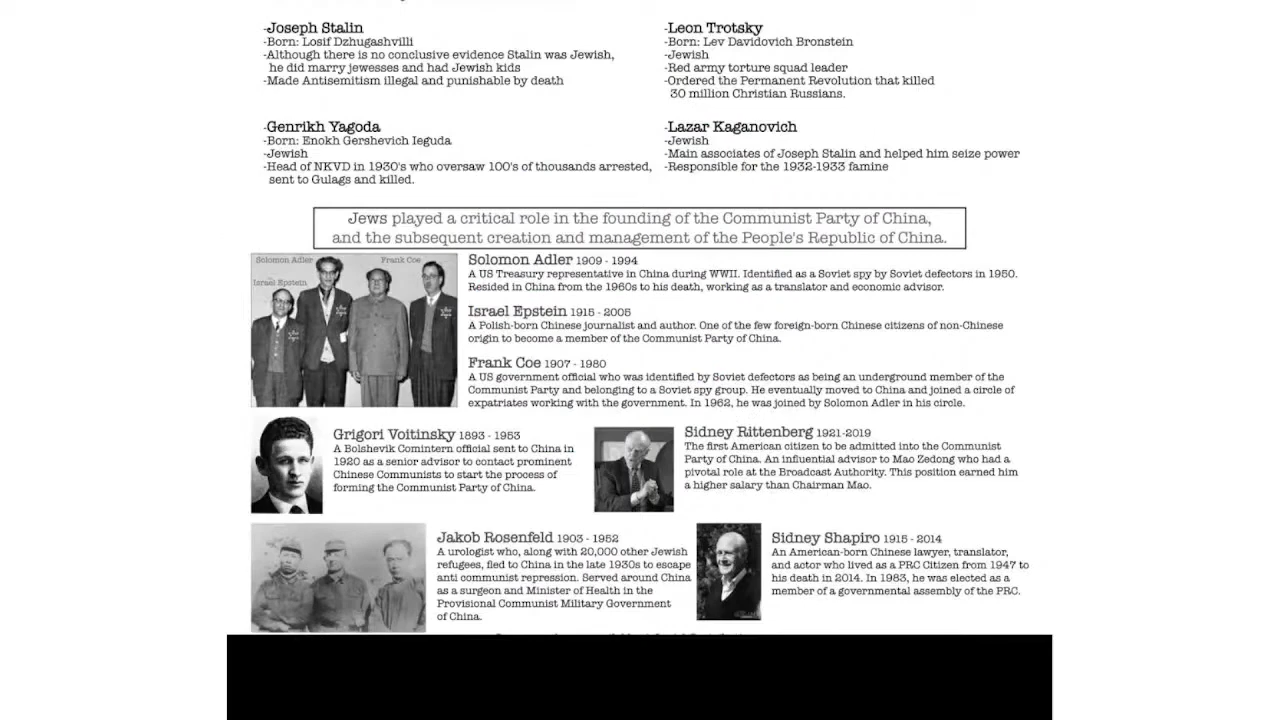 -Joseph Stalin
-Born: Losif Dzhugashvilli
-Although there is no conclusive evidence Stalin was Jewish,
he did marry jewesses and had Jewish kids
-Made Antisemitism illegal and punishable by death
-Leon Trotsky
-Born: Lev Davidovich Bronstein
-Jewish
-Red army torture squad leader
-Ordered the Permanent Revolution that killed
30 million Christian Russians.
-Genrikh Yagoda
-Born: Enokh Gershevich Ieguda
-Jewish
-Head of NKVD in 1930's who oversaw 100's of thousands arrested,
sent to Gulags and killed.
-Lazar Kaganovich
-Jewish
-Main associates of Joseph Stalin and helped him seize power
-Responsible for the 1932-1933 famine
Jews played a critical role in the founding of the Communist Party of China,
and the subsequent creation and management of the People's Republic of China.
Solomon Adler
Frank Coe
Israel Epstein
Solomon Adler 1909 - 1994
A US Treasury representative in China during WWII. Identified as a Soviet spy by Soviet defectors in 1950.
Resided in China from the 1960s to his death, working as a translator and economic advisor.
Israel Epstein 1915 - 2005
A Polish-born Chinese journalist and author. One of the few foreign-born Chinese citizens of non-Chinese
origin to become a member of the Communist Party of China.
Frank Coe 1907 - 1980
A US government official who was identified by Soviet defectors as being an underground member of the
Communist Party and belonging to a Soviet spy group. He eventually moved to China and joined a circle of
expatriates working with the government. In 1962, he was joined by Solomon Adler in his circle.
Grigori Voitinsky 1893 - 1953
A Bolshevik Comintern official sent to China in
1920 as a senior advisor to contact prominent
Chinese Communists to start the process of
forming the Communist Party of China.
Sidney Rittenberg 1921-2019
The first American citizen to be admitted into the Communist
Party of China. An influential advisor to Mao Zedong who had a
pivotal role at the Broadcast Authority. This position earned him
a higher salary than Chairman Mao.
Jakob Rosenfeld 1903 - 1952
A urologist who, along with 20,000 other Jewish
refugees, fled to China in the late 1930s to escape
anti communist repression. Served around China
as a surgeon and Minister of Health in the
Provisional Communist Military Government
of China.
Sidney Shapiro 1915 - 2014
An American-born Chinese lawyer, translator,
and actor who lived as a PRC Citizen from 1947 to
his death in 2014. In 1983, he was elected as a
member of a governmental assembly of the PRC.